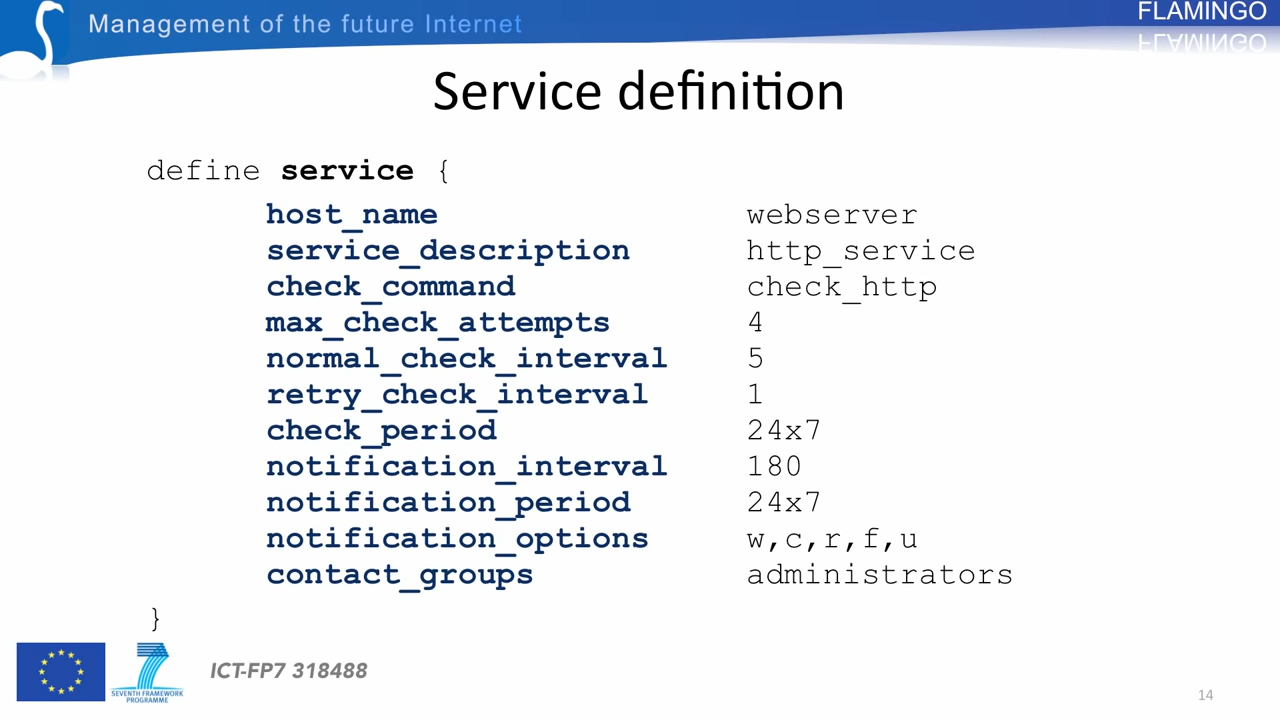 Management of the future Internet
FLAMINGO
Service definition
define service {
host_name webserver
service_description http_service
check_command check_http
max_check_attempts 4
normal_check_interval 5
retry_check_interval 1
check_period 24x7
notification_interval 180
notification_period 24x7
notification_options w,c,r,f,u
contact_groups administrators
}
SEVENTH FRAMEWORK
PROGRAMME
ICT-FP7 318488
14